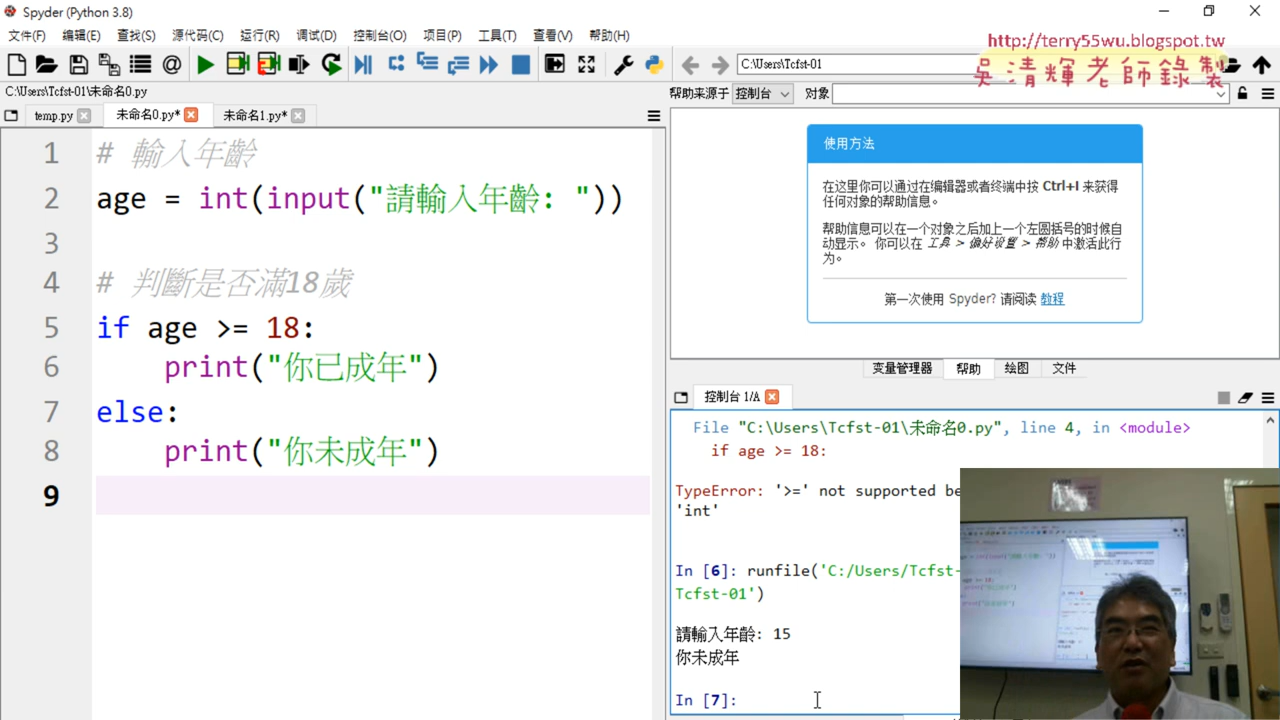 Spyder (Python 3.8)
文件(F) 编辑(E) 查找(S) 源代码(C) 运行(R) 调试(D) 控制台(O) 项目(P) 工具(T) 查看(V) 帮助(H)
http://terry55wu.blogspot.tw
吳清輝老師錄製
C:\Users\Tcfst-01
C:\Users\Tcfst-01\未命名0.py
temp.py 未命名0.py* 未命名1.py*
1 # 輸入年齡
2 age = int(input("請輸入年齡: "))
3
4 # 判斷是否滿18歲
5 if age >= 18:
6 print("你已成年")
7 else:
8 print("你未成年")
9
帮助来源于 控制台 对象
使用方法
在这里你可以通过在编辑器或者终端中按 Ctrl+I 来获得
任何对象的帮助信息。
帮助信息可以在一个对象之后加上一个左圆括号的时候自
动显示。 你可以在 工具 > 偏好设置 > 帮助 中激活此行
为。
第一次使用 Spyder? 请阅读 教程
变量管理器 帮助 绘图 文件
控制台 1/A
File "C:\Users\Tcfst-01\未命名0.py", line 4, in <module>
if age >= 18:
TypeError: '>=' not supported be
'int'
In [6]: runfile('C:/Users/Tcfst-
Tcfst-01')
請輸入年齡: 15
你未成年
In [7]: